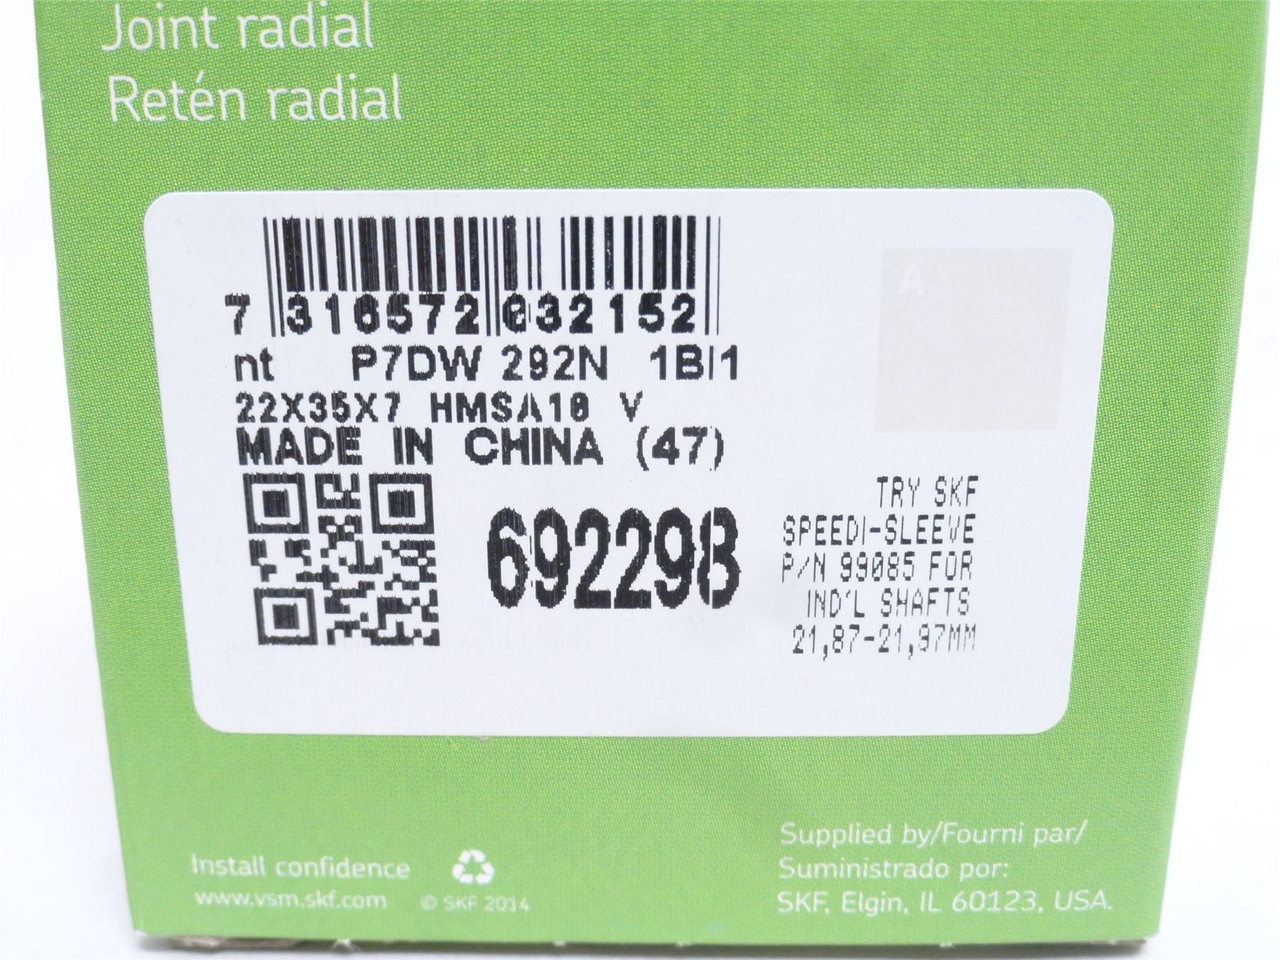 Joint radial
Retén radial
7 316572 032152
nt P7DW 292N 1BI1
22X35X7 HMSA10 V
MADE IN CHINA (47)
692298
A
TRY SKF
SPEEDI-SLEEVE
P/N 99085 FOR
IND'L SHAFTS
21,87-21,97MM
Install confidence
www.vsm.skf.com © SKF 2014
Supplied by/Fourni par/
Suministrado por:
SKF, Elgin, IL 60123, USA.